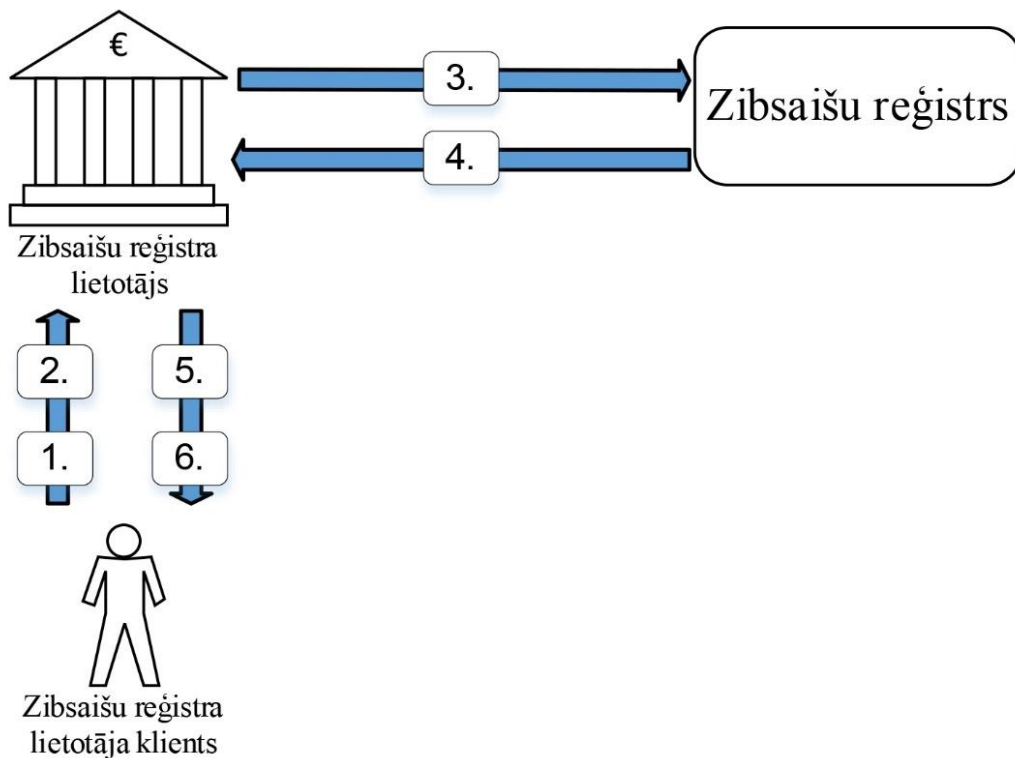 €
3.
Zibsaišu reģistrs
4.
Zibsaišu reģistra
lietotājs
2.
5.
1.
6.
Zibsaišu reģistra
lietotāja klients